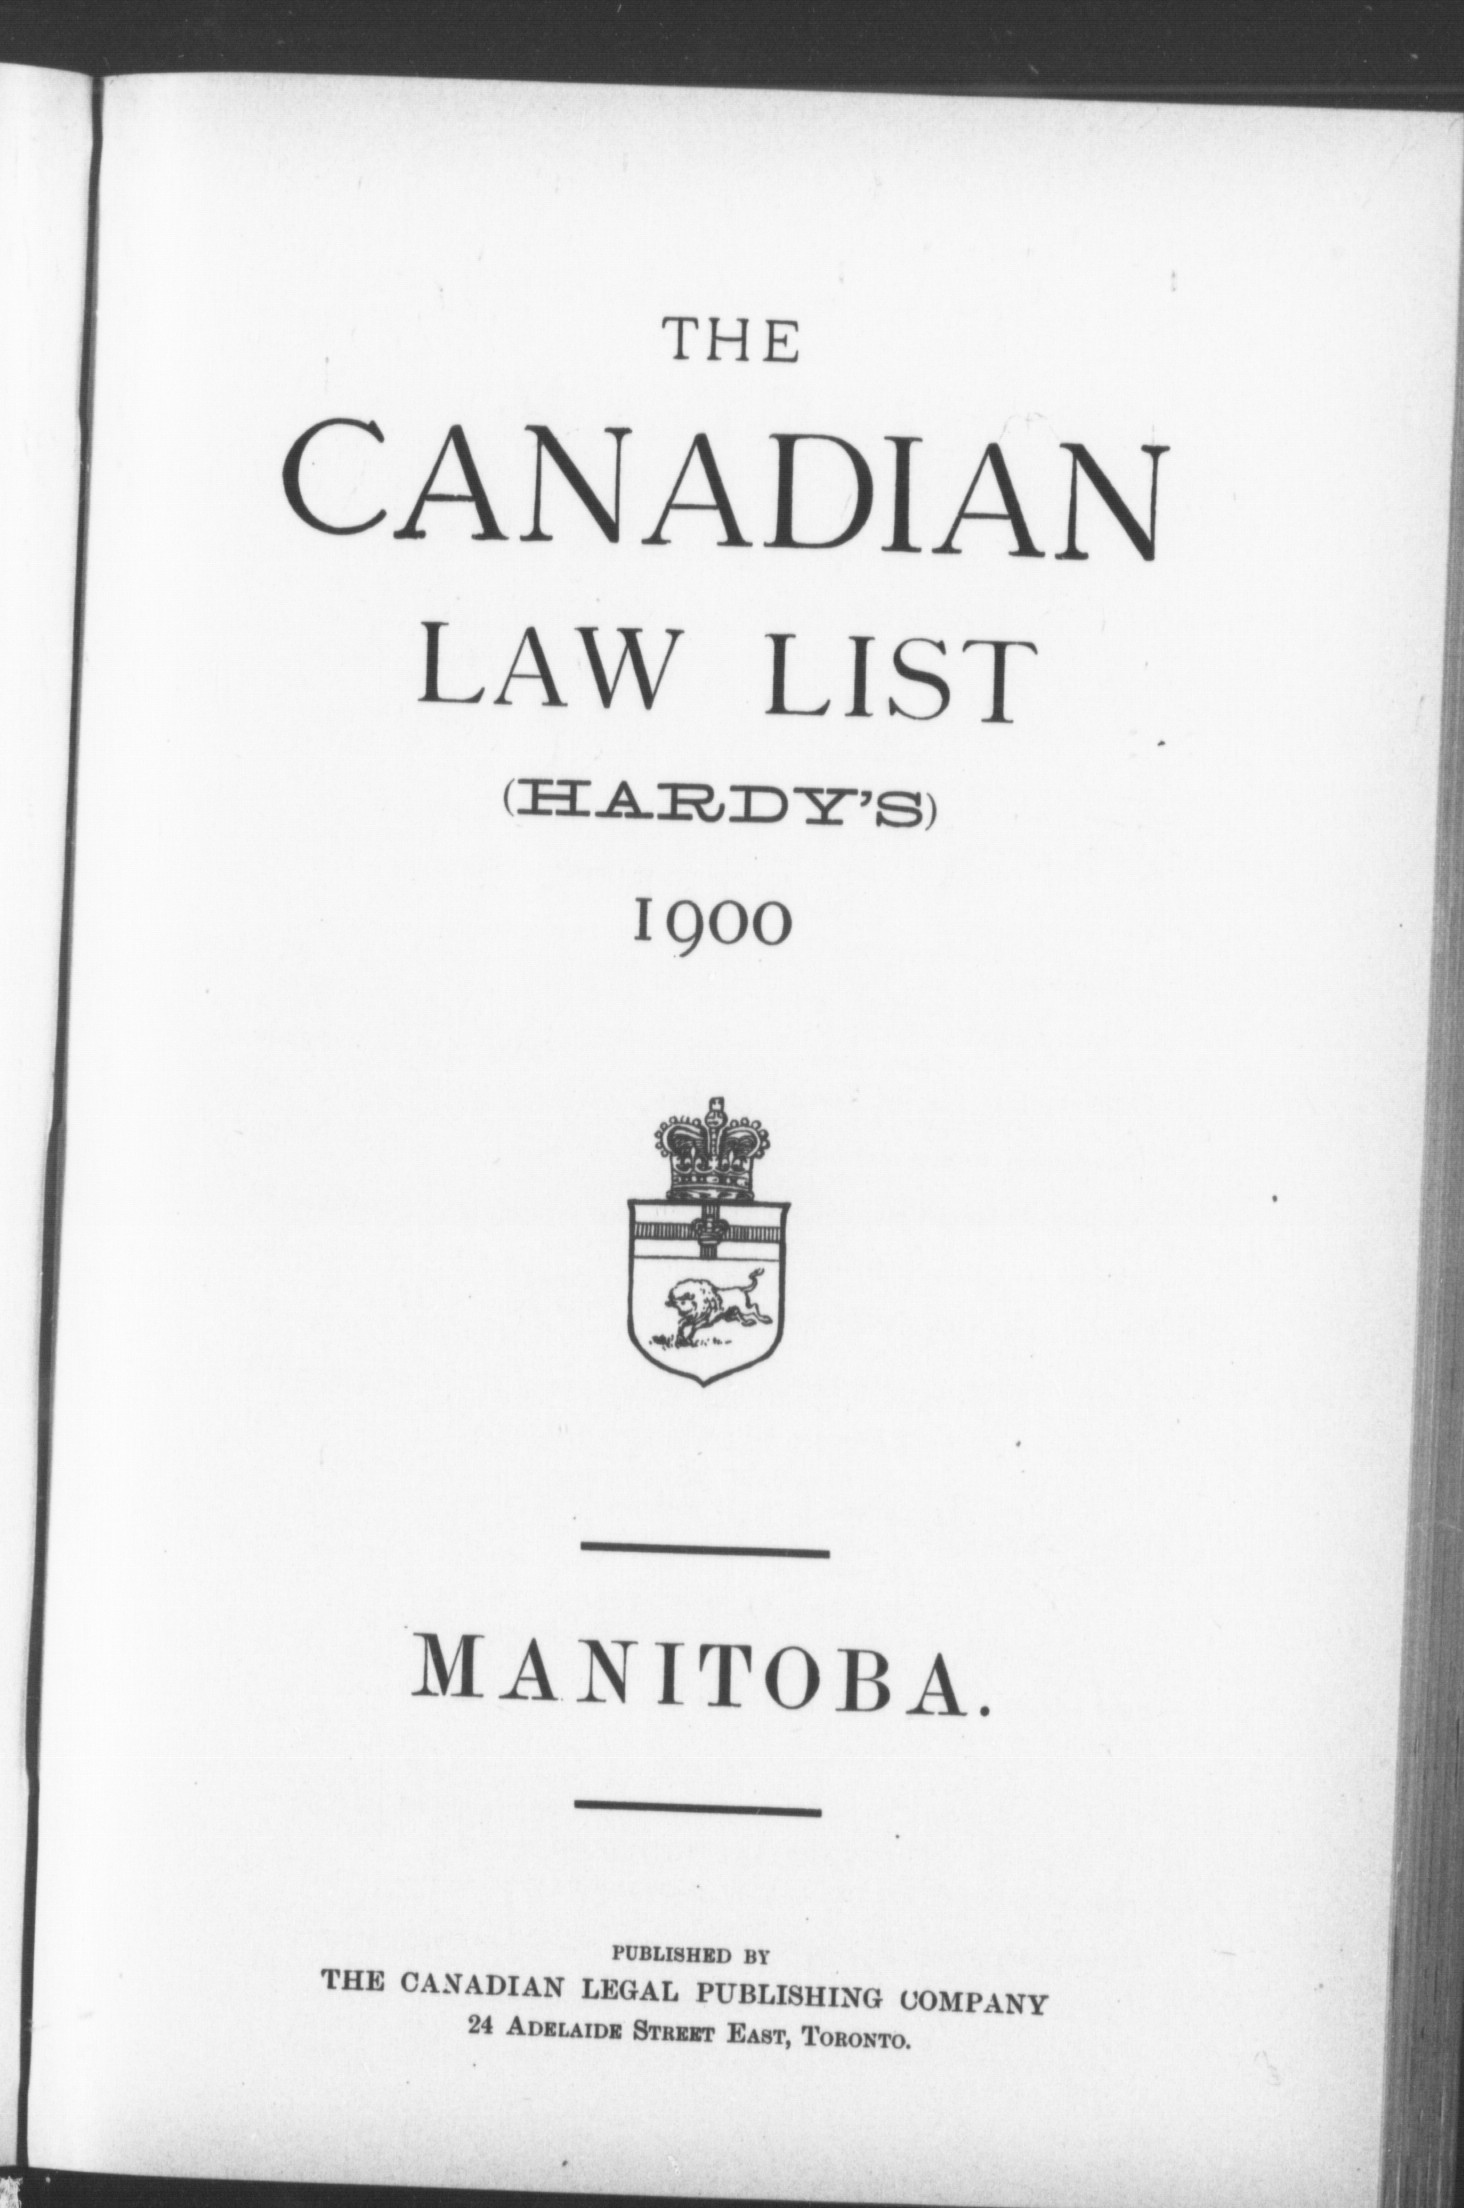 THE
CANADIAN
LAW LIST
(HARDY'S)
1900
MANITOBA.
PUBLISHED BY
THE CANADIAN LEGAL PUBLISHING COMPANY
24 ADELAIDE STREET EAST, TORONTO.